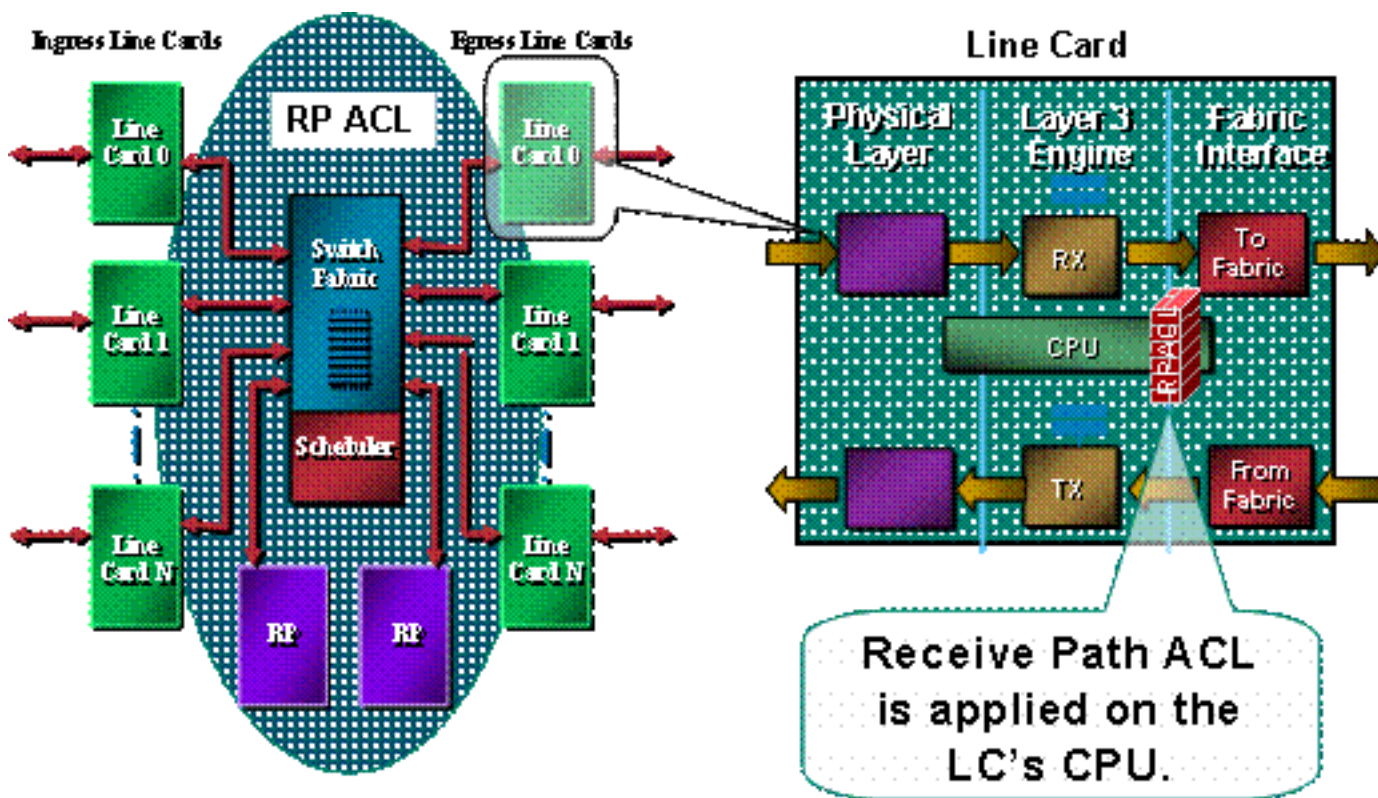 Ingress Line Cards
Egress Line Cards
RP ACL
Line
Card 0
Line
Card 0
Switch
Fabric
Line
Card 1
Line
Card 1
Scheduler
Line
Card N
Line
Card N
RP
RP
Line Card
Physical
Layer
Layer 3
Engine
Fabric
Interface
RX
To
Fabric
CPU
RPACL
TX
From
Fabric
Receive Path ACL
is applied on the
LC's CPU.